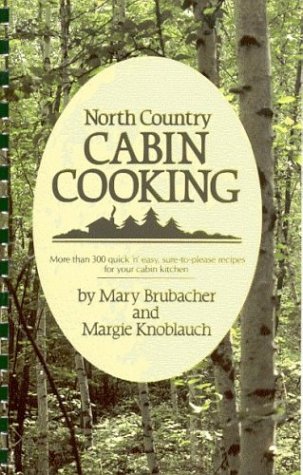 North Country
CABIN
COOKING
More than 300 quick 'n' easy, sure-to-please recipes
for your cabin kitchen
by Mary Brubacher
and
Margie Knoblauch